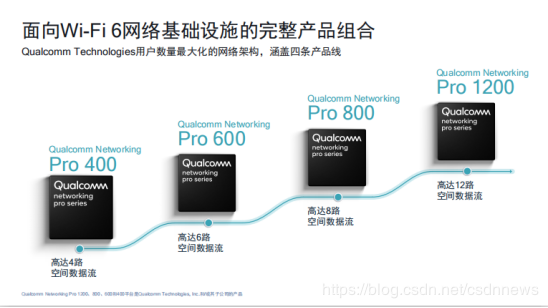 面向Wi-Fi 6网络基础设施的完整产品组合
Qualcomm Technologies用户数量最大化的网络架构，涵盖四条产品线
Qualcomm Networking
Pro 400
Qualcomm
networking
pro series
高达4路
空间数据流
Qualcomm Networking
Pro 600
Qualcomm
networking
pro series
高达6路
空间数据流
Qualcomm Networking
Pro 800
Qualcomm
networking
pro series
高达8路
空间数据流
Qualcomm Networking
Pro 1200
Qualcomm
networking
pro series
高达12路
空间数据流
Qualcomm Networking Pro 1200、800、600和400平台是Qualcomm Technologies, Inc.和/或其子公司的产品
https://blog.csdn.net/csdnnews